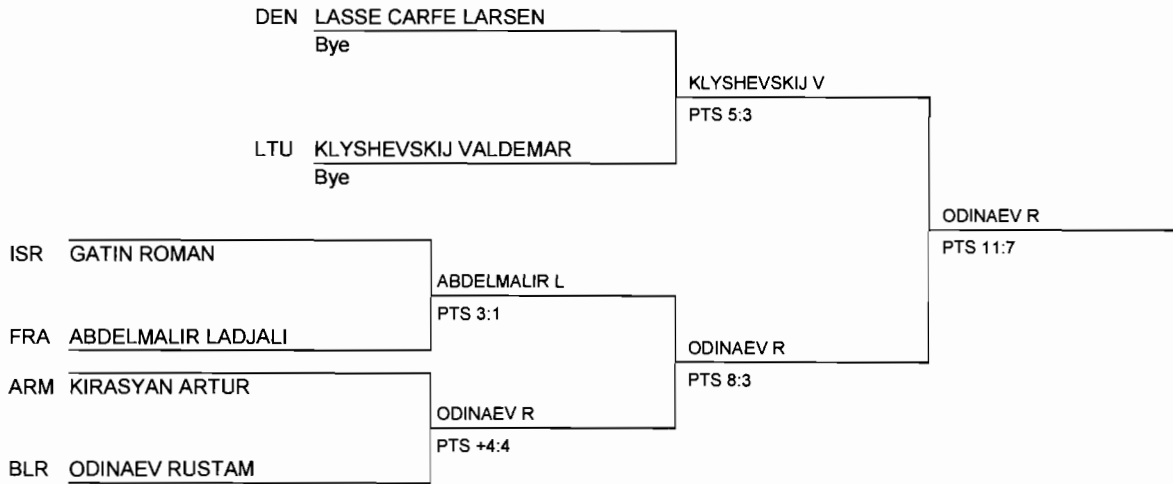 DEN LASSE CARFE LARSEN
Bye
KLYSHEVSKIJ V
PTS 5:3
LTU KLYSHEVSKIJ VALDEMAR
Bye
ODINAEV R
PTS 11:7
ISR GATIN ROMAN
ABDELMALIR L
PTS 3:1
FRA ABDELMALIR LADJALI
ODINAEV R
PTS 8:3
ARM KIRASYAN ARTUR
ODINAEV R
PTS +4:4
BLR ODINAEV RUSTAM